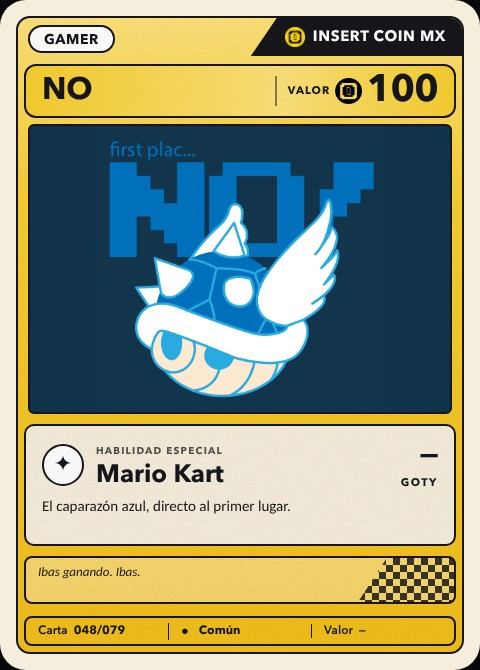 GAMER
INSERT COIN MX
NO
VALOR 100
first plac...
NO!
HABILIDAD ESPECIAL
Mario Kart
—
GOTY
El caparazón azul, directo al primer lugar.
Ibas ganando. Ibas.
Carta 048/079 • Común Valor –